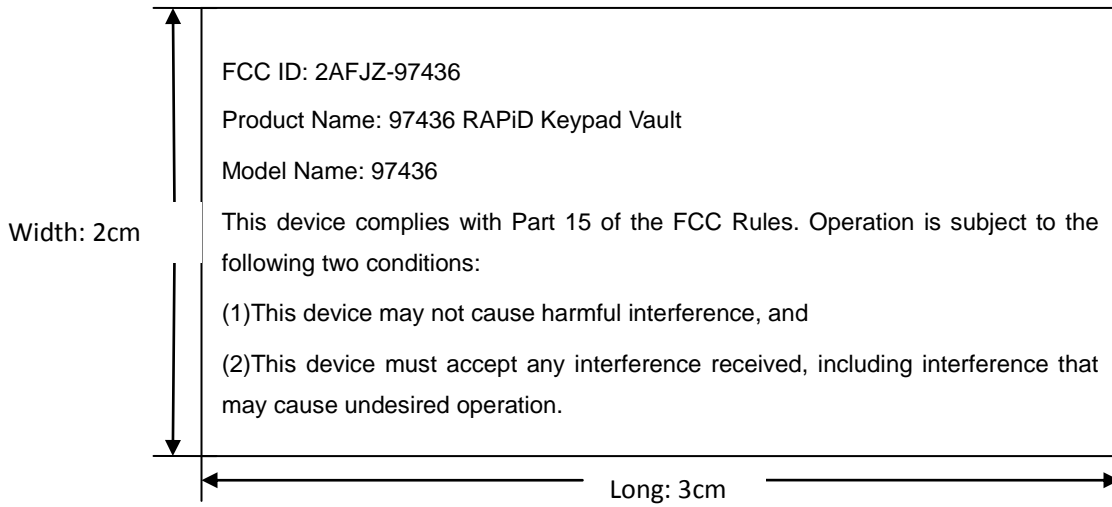 FCC ID: 2AFJZ-97436
Product Name: 97436 RAPiD Keypad Vault
Model Name: 97436
Width: 2cm
This device complies with Part 15 of the FCC Rules. Operation is subject to the
following two conditions:
(1)This device may not cause harmful interference, and
(2)This device must accept any interference received, including interference that
may cause undesired operation.
Long: 3cm